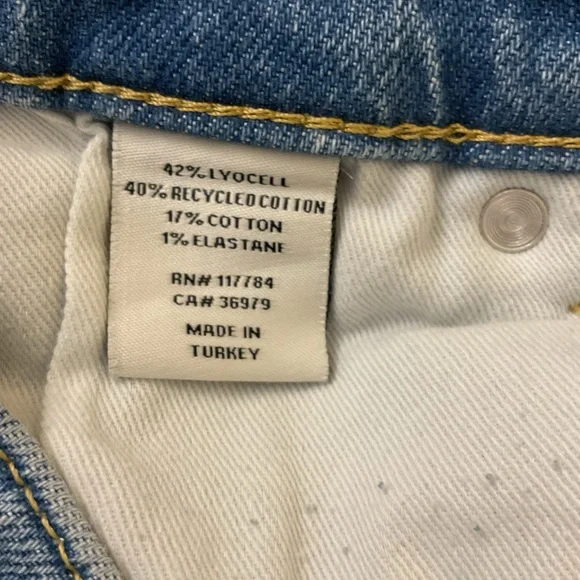 42% LYOCELL
40% RECYCLED COTTON
17% COTTON
1% ELASTANE
RN# 117784
CA# 36979
MADE IN
TURKEY